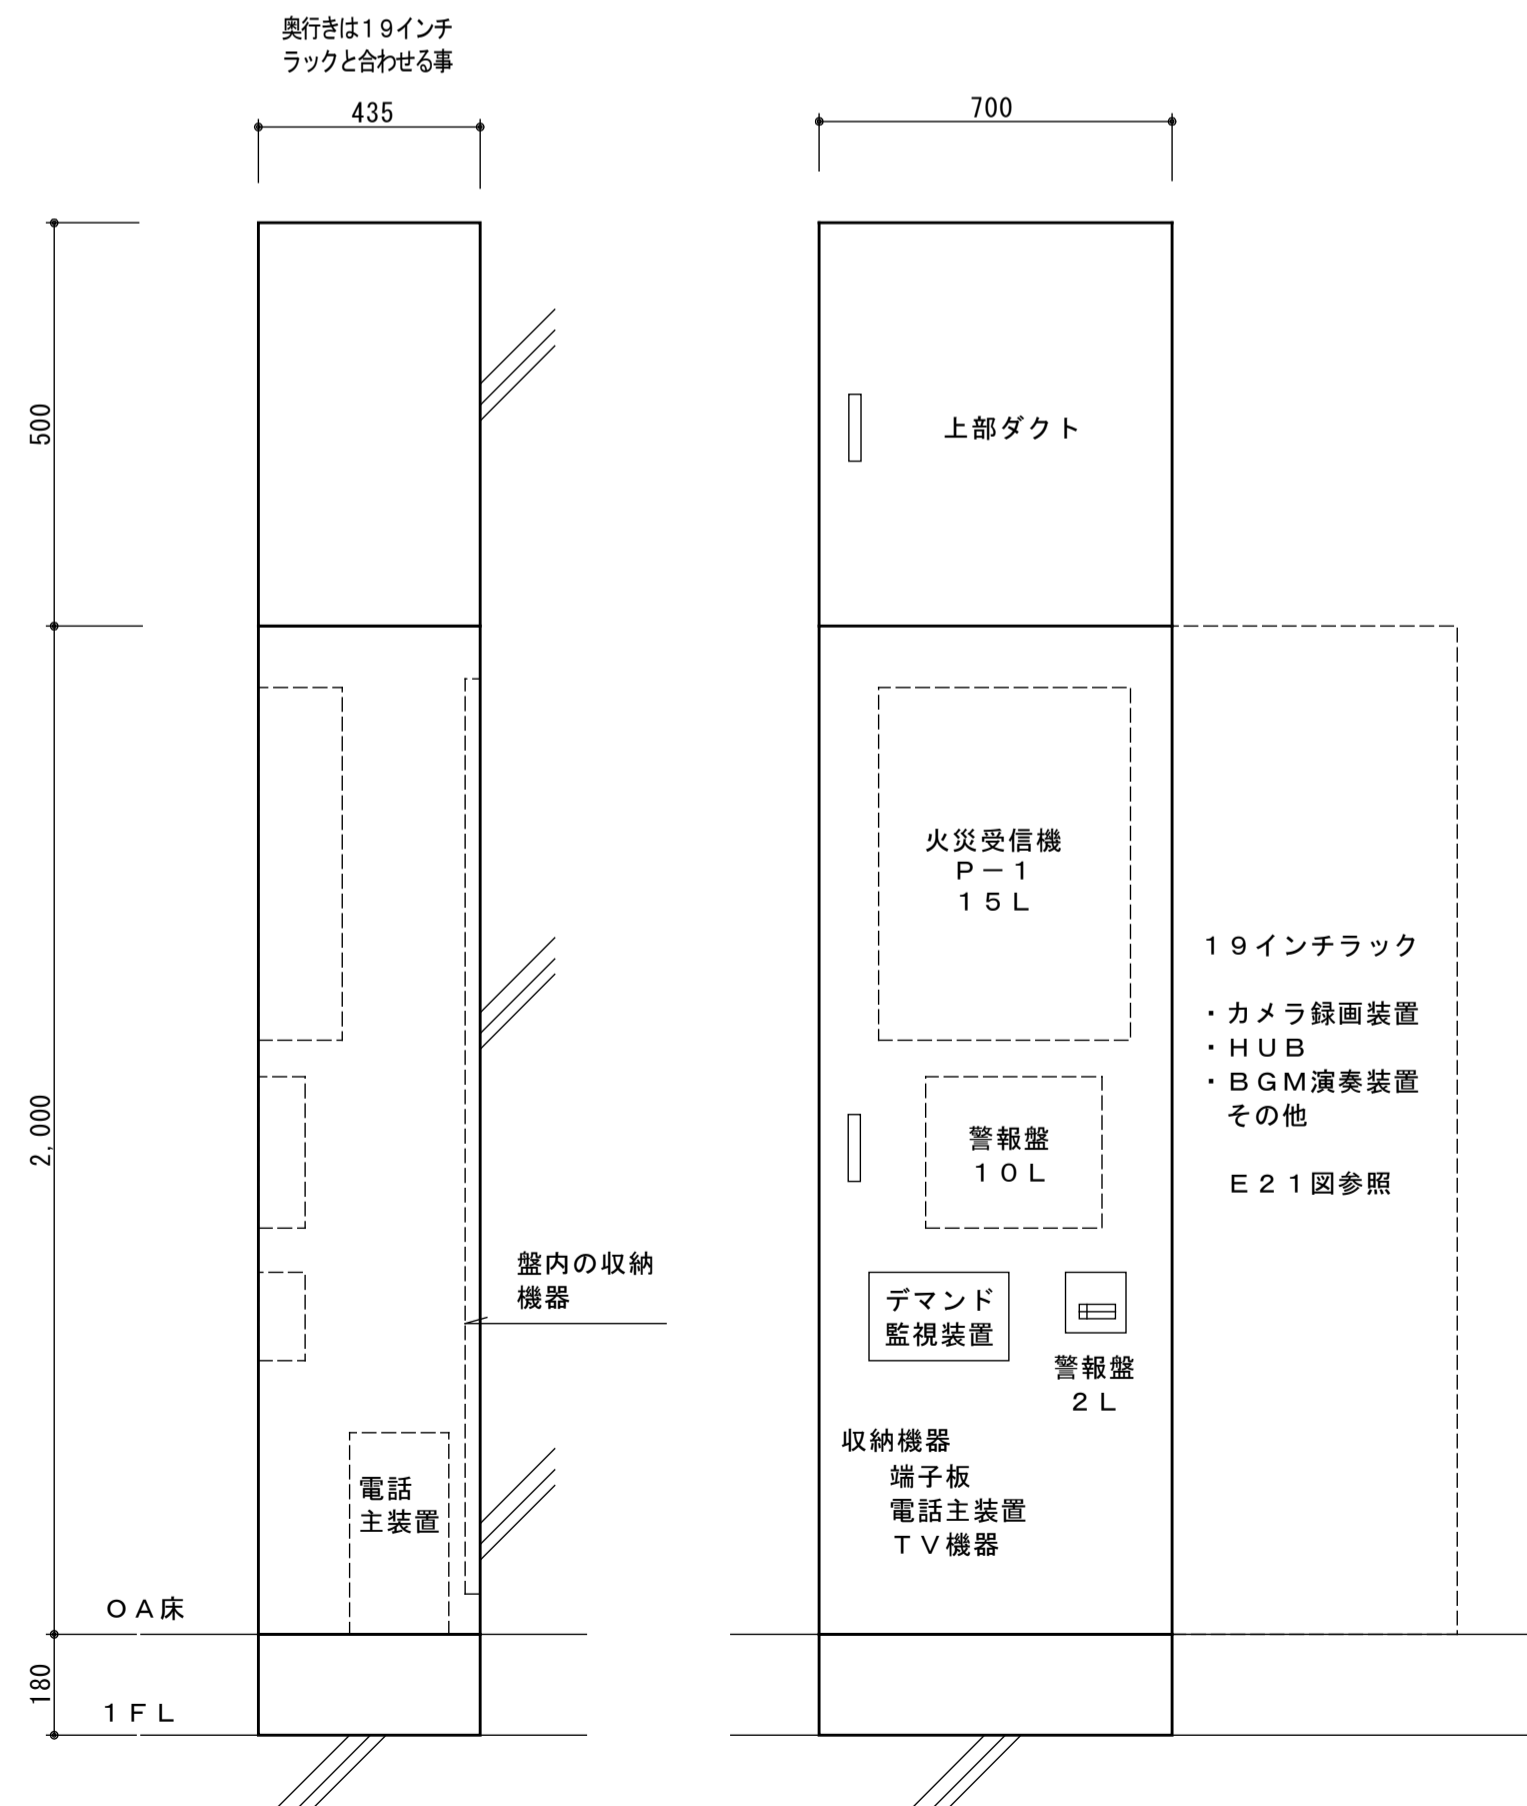 奥行きは１９インチ
ラックと合わせる事
435
700
500
上部ダクト
2,000
火災受信機
Ｐ－１
１５Ｌ
１９インチラック
・カメラ録画装置
・ＨＵＢ
・ＢＧＭ演奏装置
その他
Ｅ２１図参照
警報盤
１０Ｌ
盤内の収納
機器
デマンド
監視装置
警報盤
２Ｌ
収納機器
端子板
電話主装置
ＴＶ機器
電話
主装置
ＯＡ床
180
１ＦＬ